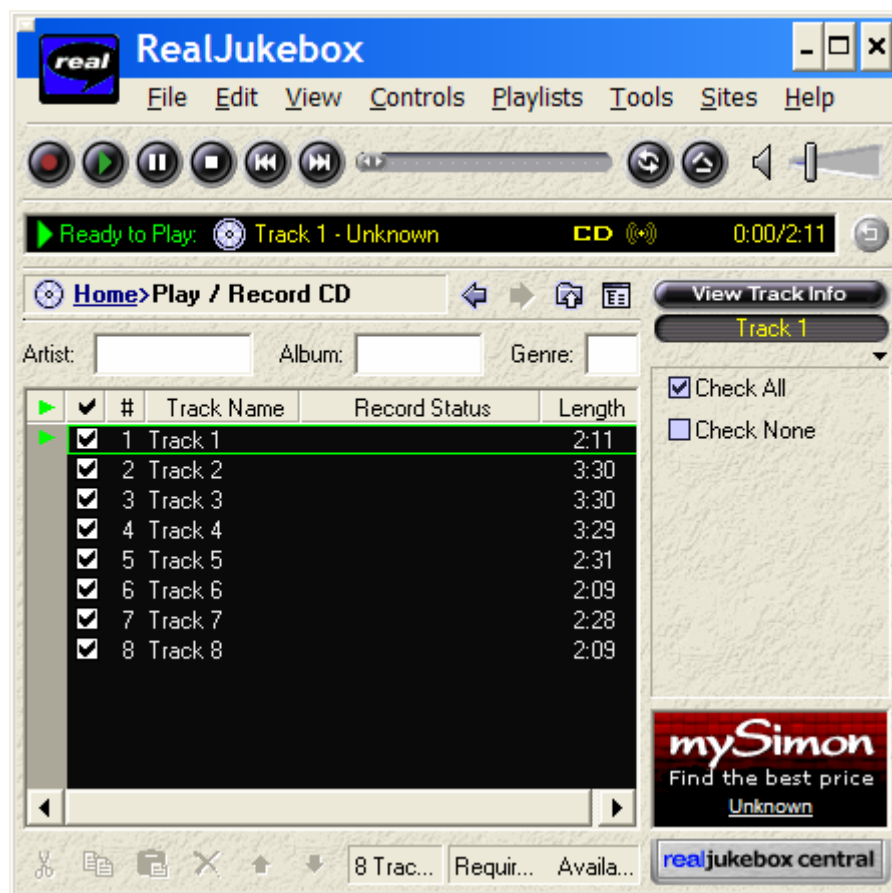 real RealJukebox
File Edit View Controls Playlists Tools Sites Help
Ready to Play: Track 1 - Unknown CD 0:00/2:11
Home>Play / Record CD
View Track Info
Track 1
Artist: Album: Genre:
Check All
Check None
# Track Name Record Status Length
1 Track 1 2:11
2 Track 2 3:30
3 Track 3 3:30
4 Track 4 3:29
5 Track 5 2:31
6 Track 6 2:09
7 Track 7 2:28
8 Track 8 2:09
mySimon
Find the best price
Unknown
8 Trac... Requir... Availa...
realjukebox central